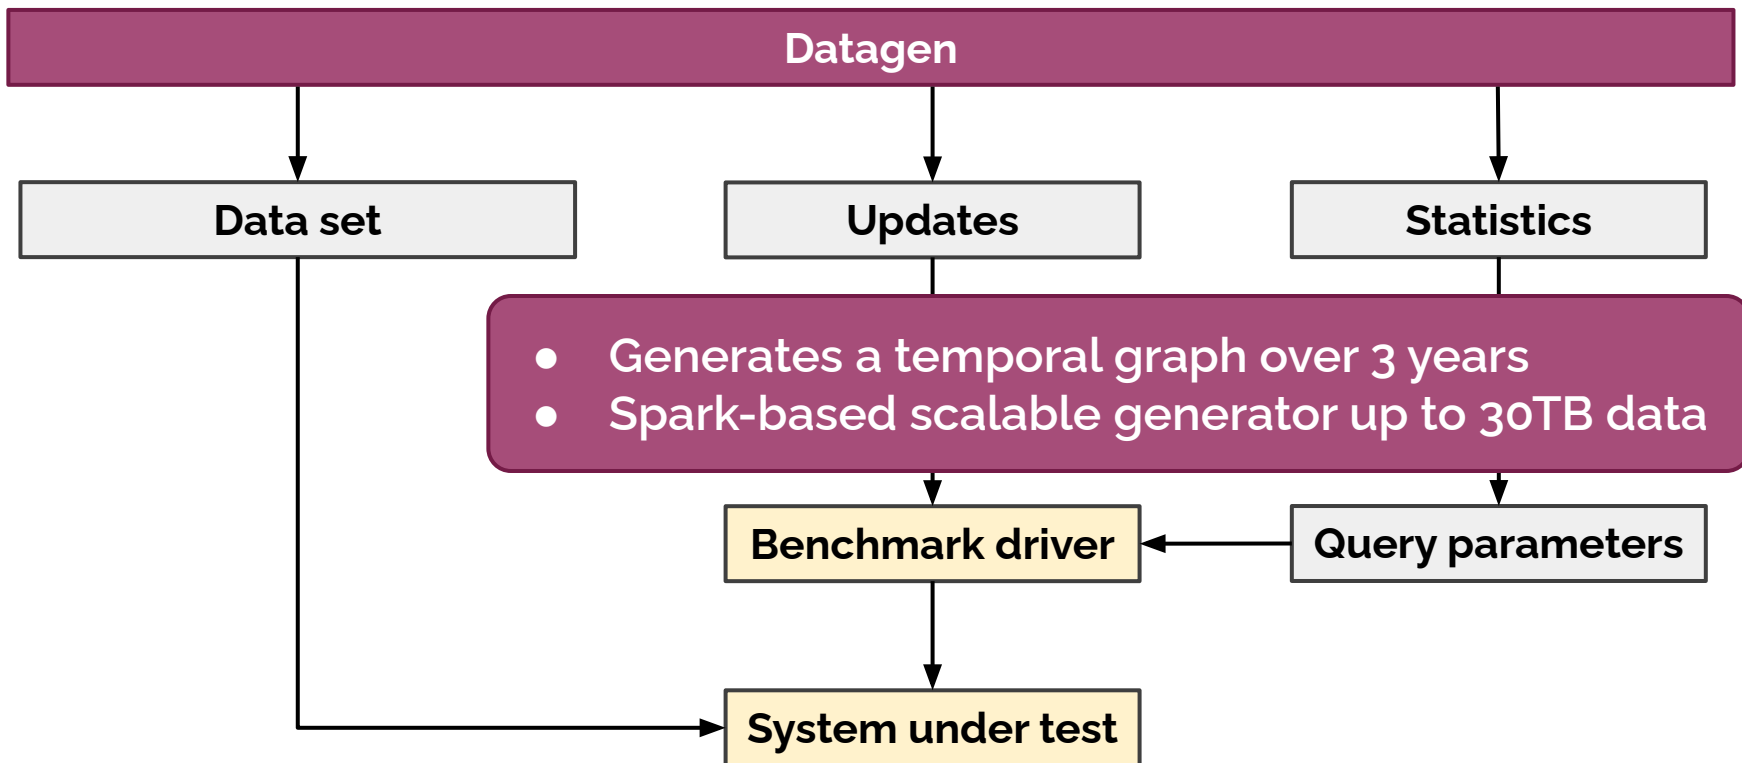 Datagen
Data set
Updates
Statistics
● Generates a temporal graph over 3 years
● Spark-based scalable generator up to 30TB data
Benchmark driver
Query parameters
System under test